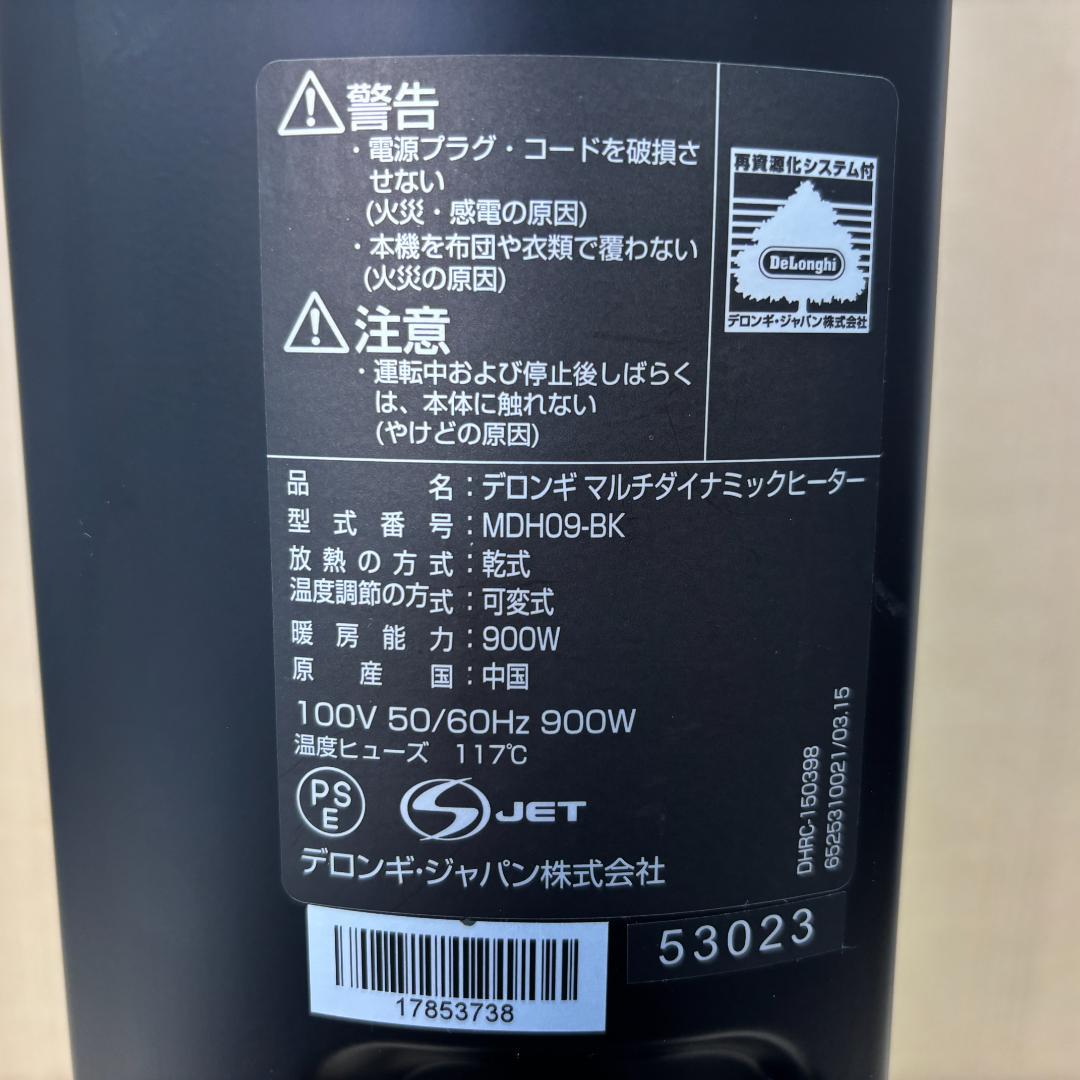 警告
・電源プラグ・コードを破損さ
せない
(火災・感電の原因)
・本機を布団や衣類で覆わない
(火災の原因)
注意
・運転中および停止後しばらく
は、本体に触れない
(やけどの原因)
再資源化システム付
DeLonghi
デロンギ・ジャパン株式会社
品名：デロンギ マルチダイナミックヒーター
型式番号：MDH09-BK
放熱の方式：乾式
温度調節の方式：可変式
暖房能力：900W
原産国：中国
100V 50/60Hz 900W
温度ヒューズ 117℃
PSE
S JET
デロンギ・ジャパン株式会社
DHRC-150398
6525310021/03.15
17853738
53023